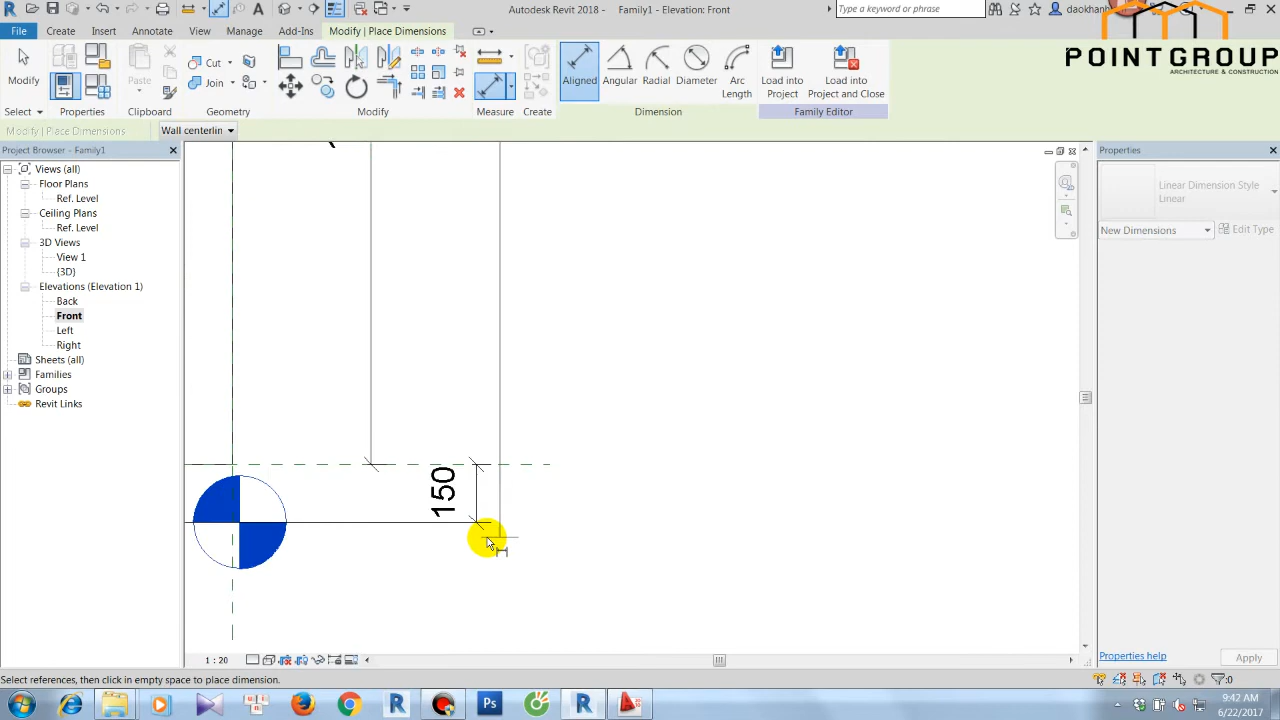 Autodesk Revit 2018 - Family1 - Elevation: Front
Type a keyword or phrase
daokhanh...
POINTGROUP
ARCHITECTURE & CONSTRUCTION
File Create Insert Annotate View Manage Add-Ins Modify | Place Dimensions
Modify
Paste
Cut
Join
Aligned Angular Radial Diameter Arc Length
Load into Project
Load into Project and Close
Select Properties Clipboard Geometry Modify Measure Create Dimension Family Editor
Modify | Place Dimensions
Wall centerlin
Project Browser - Family1
Views (all)
Floor Plans
Ref. Level
Ceiling Plans
Ref. Level
3D Views
View 1
{3D}
Elevations (Elevation 1)
Back
Front
Left
Right
Sheets (all)
Families
Groups
Revit Links
150
Properties
Linear Dimension Style
Linear
New Dimensions
Edit Type
Properties help
Apply
1 : 20
Select references, then click in empty space to place dimension.
:0
Ps
9:42 AM
6/22/2017